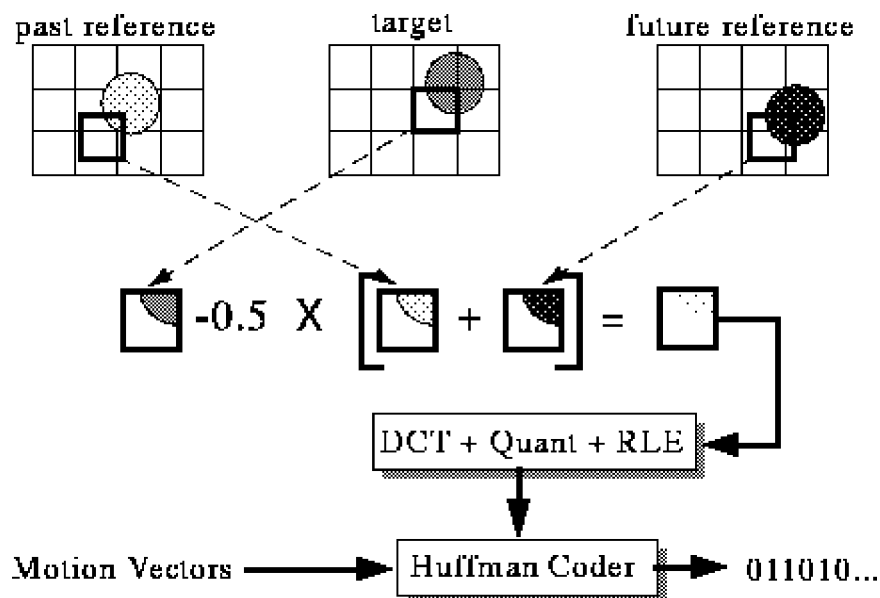 past reference
target
future reference
-0.5 X [ + ] =
DCT + Quant + RLE
Motion Vectors
Huffman Coder
011010...